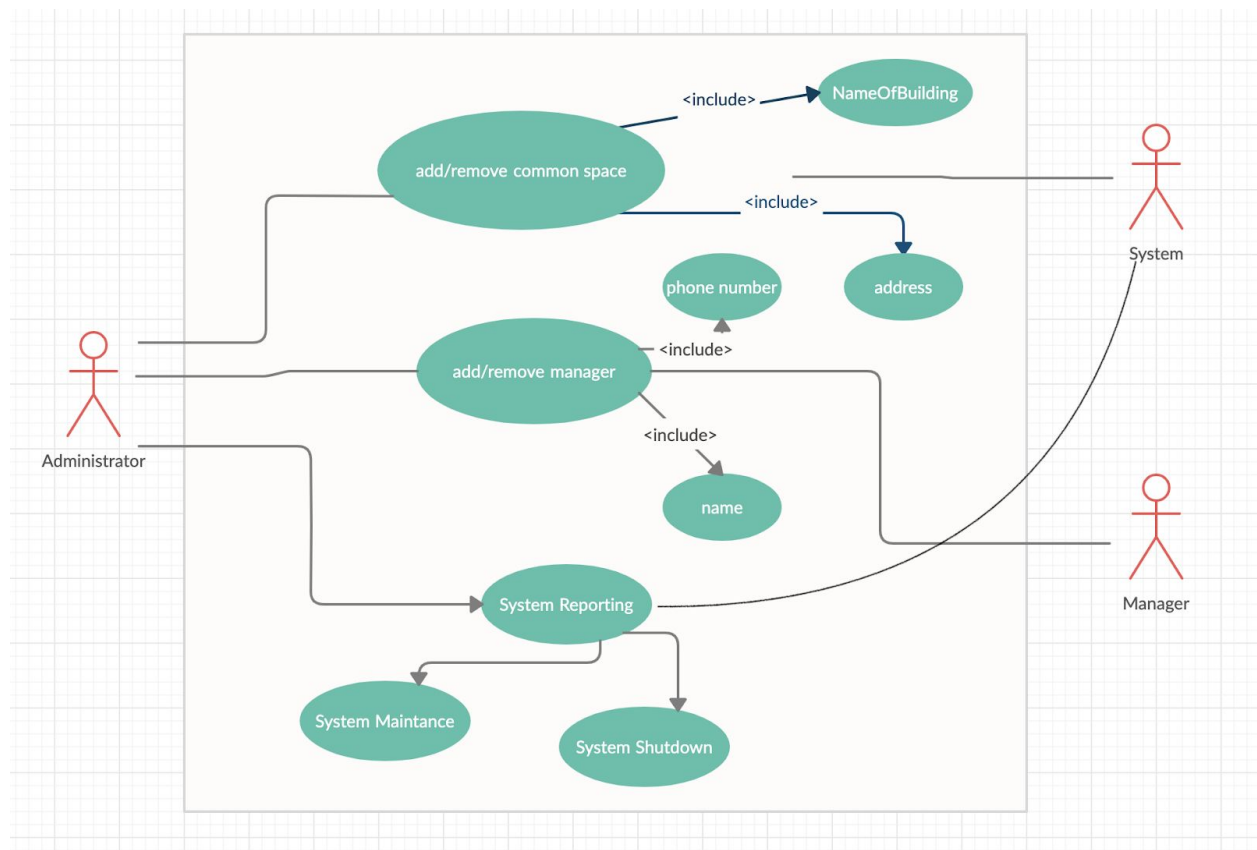 <include>
NameOfBuilding
add/remove common space
<include>
System
phone number
address
<include>
add/remove manager
<include>
Administrator
name
System Reporting
Manager
System Maintance
System Shutdown